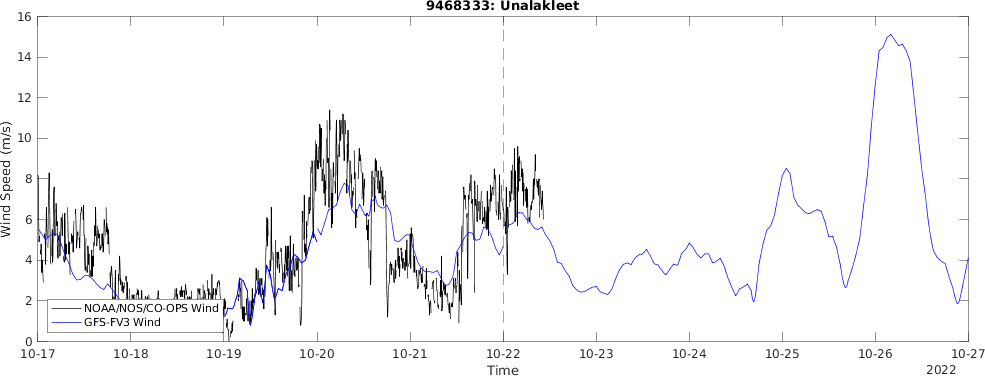 9468333: Unalakleet
16
14
12
10
8
6
4
2
0
Wind Speed (m/s)
NOAA/NOS/CO-OPS Wind
GFS-FV3 Wind
10-17 10-18 10-19 10-20 10-21 10-22 10-23 10-24 10-25 10-26 10-27
Time
2022